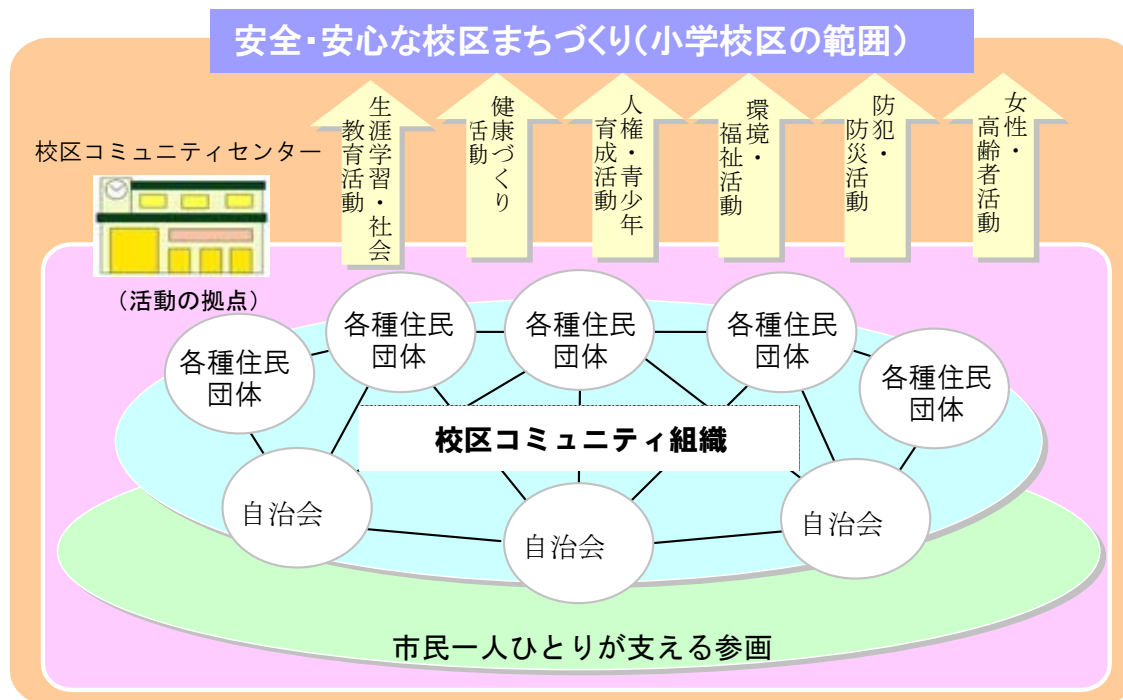 安全・安心な校区まちづくり（小学校区の範囲）
校区コミュニティセンター
（活動の拠点）
生涯学習・社会
教育活動
健康づくり
活動
人権・青少年
育成活動
環境・
福祉活動
防犯・
防災活動
女性・
高齢者活動
各種住民
団体
各種住民
団体
各種住民
団体
各種住民
団体
各種住民
団体
校区コミュニティ組織
自治会
自治会
自治会
市民一人ひとりが支える参画